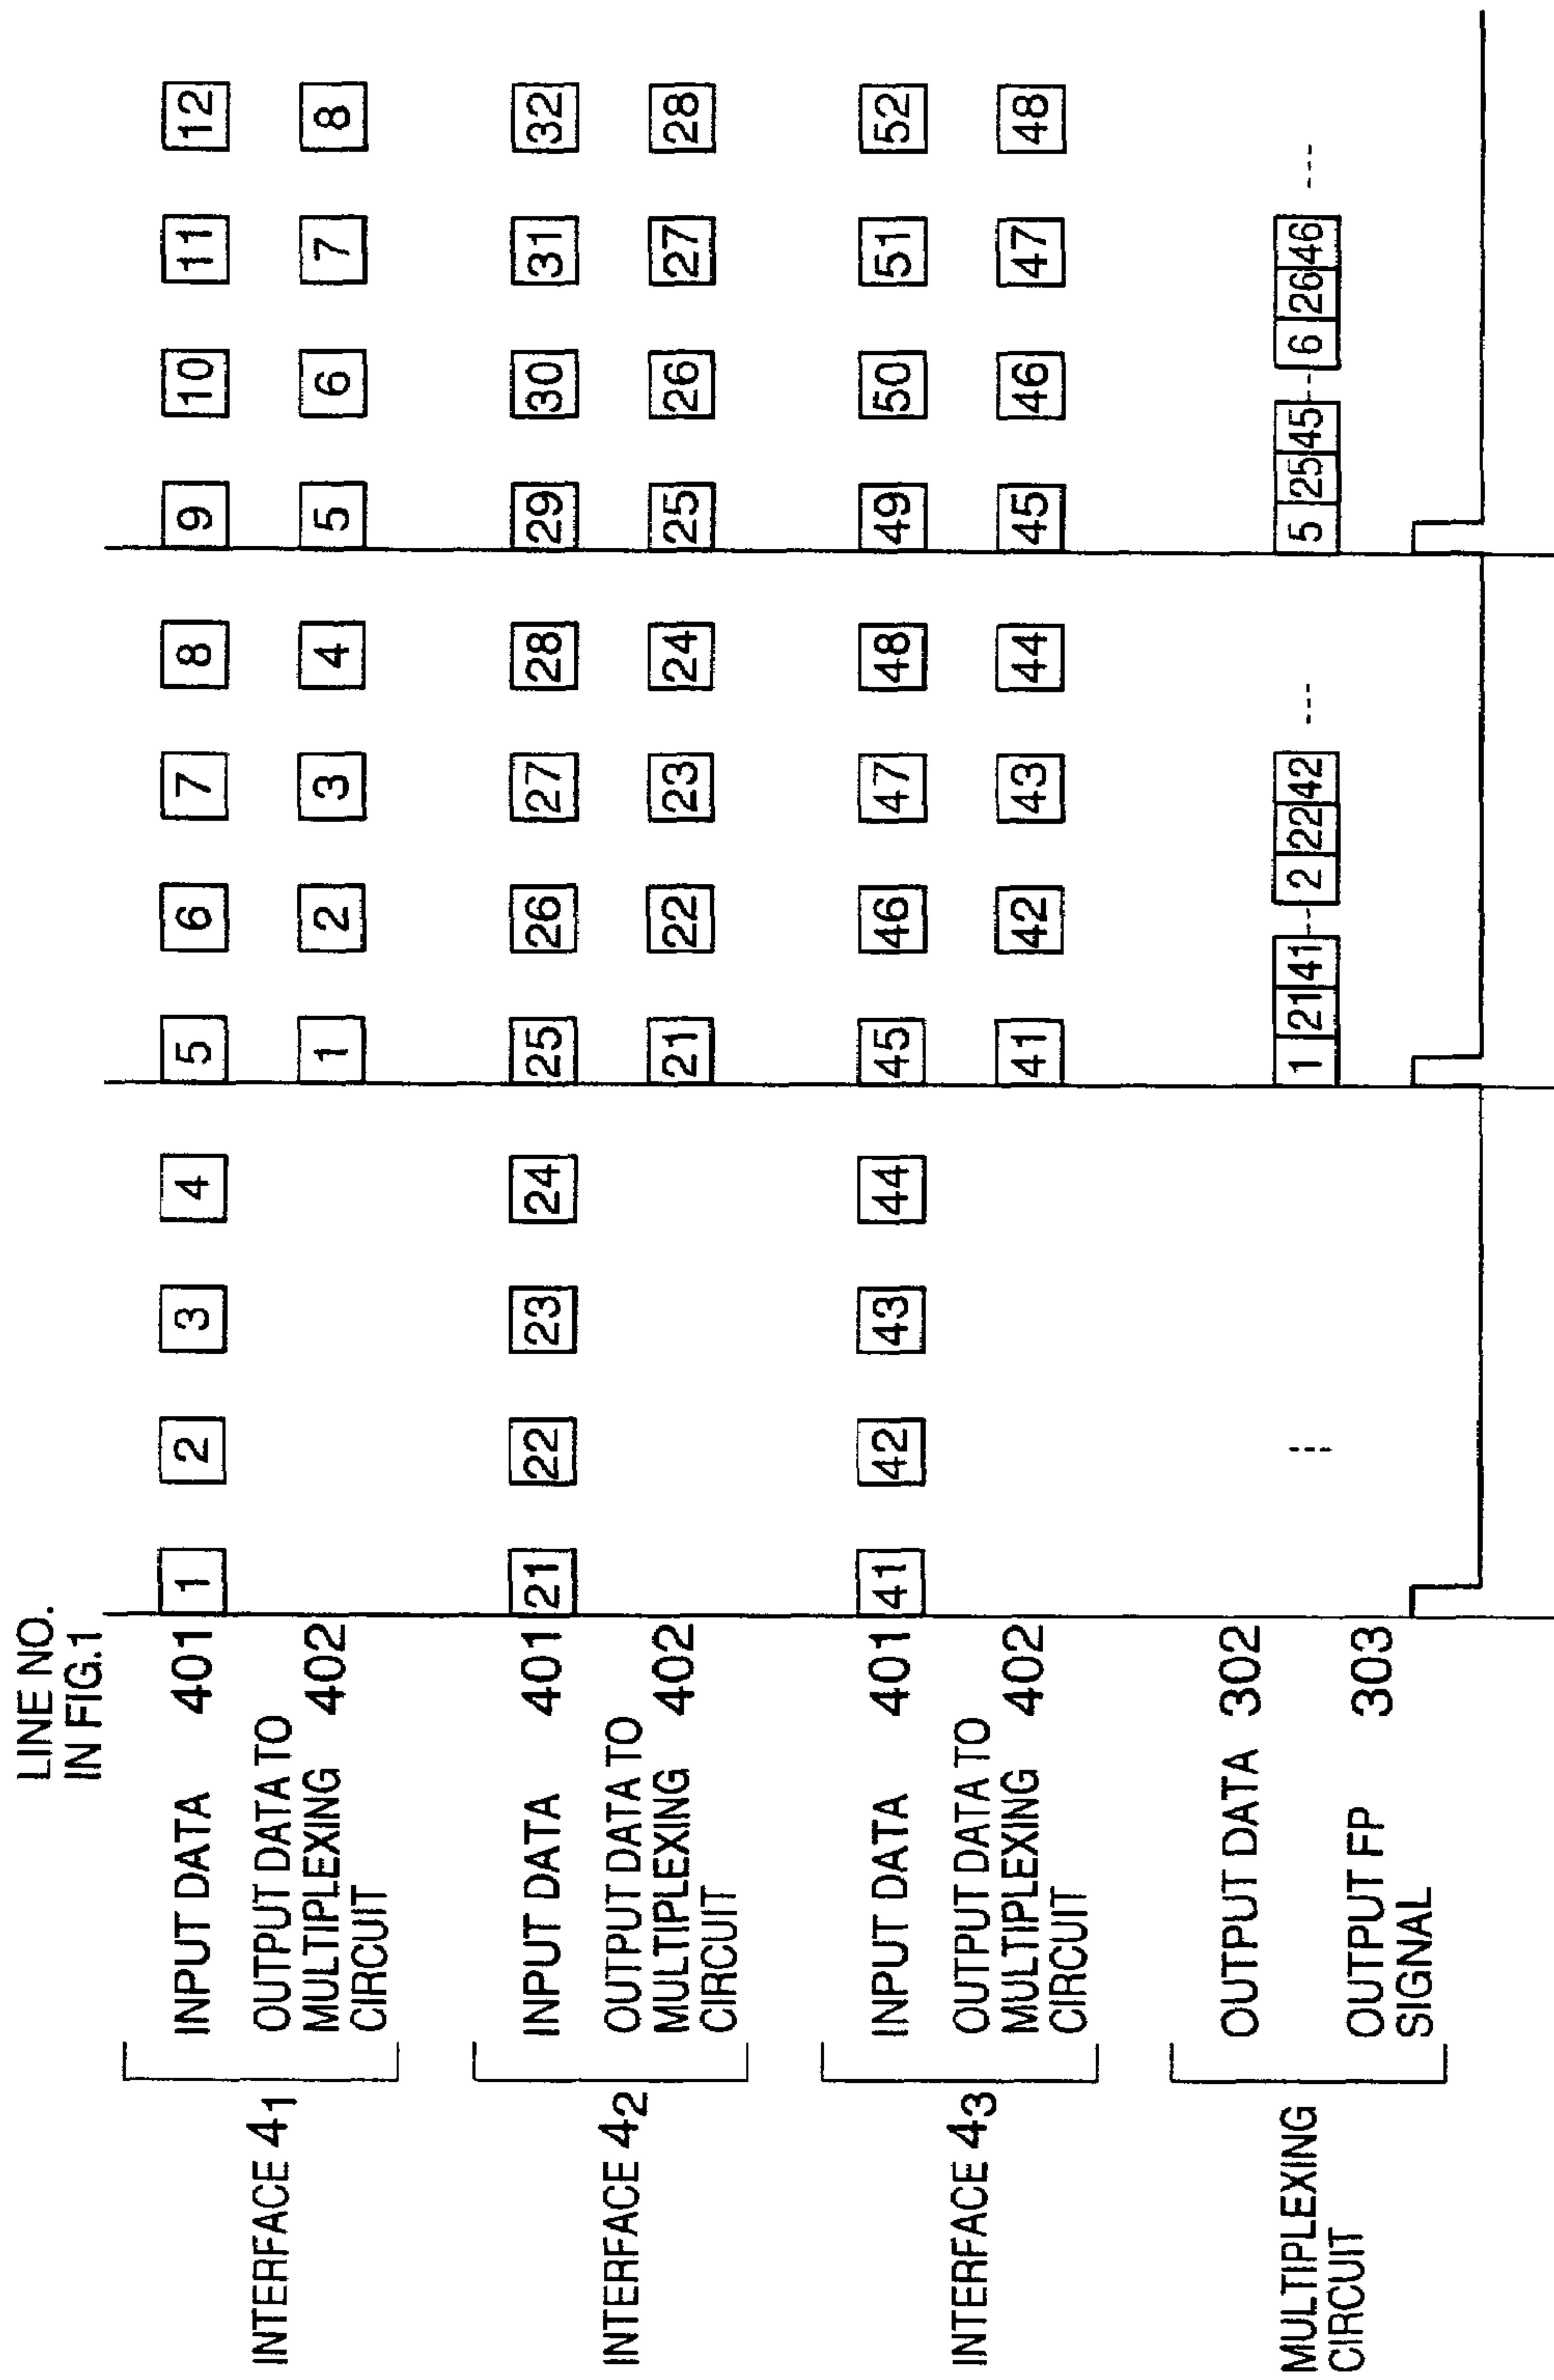 LINE NO.
IN FIG.1
INTERFACE 41
INPUT DATA 401 1 2 3 4 5 6 7 8 9 10 11 12
OUTPUT DATA TO
MULTIPLEXING 402 1 2 3 4 5 6 7 8
CIRCUIT
INTERFACE 42
INPUT DATA 401 21 22 23 24 25 26 27 28 29 30 31 32
OUTPUT DATA TO
MULTIPLEXING 402 21 22 23 24 25 26 27 28
CIRCUIT
INTERFACE 43
INPUT DATA 401 41 42 43 44 45 46 47 48 49 50 51 52
OUTPUT DATA TO
MULTIPLEXING 402 41 42 43 44 45 46 47 48
CIRCUIT
MULTIPLEXING
CIRCUIT
OUTPUT DATA 302 --- 1 21 41 -- 2 22 42 --- 5 25 45 -- 6 26 46 ---
OUTPUT FP 303
SIGNAL